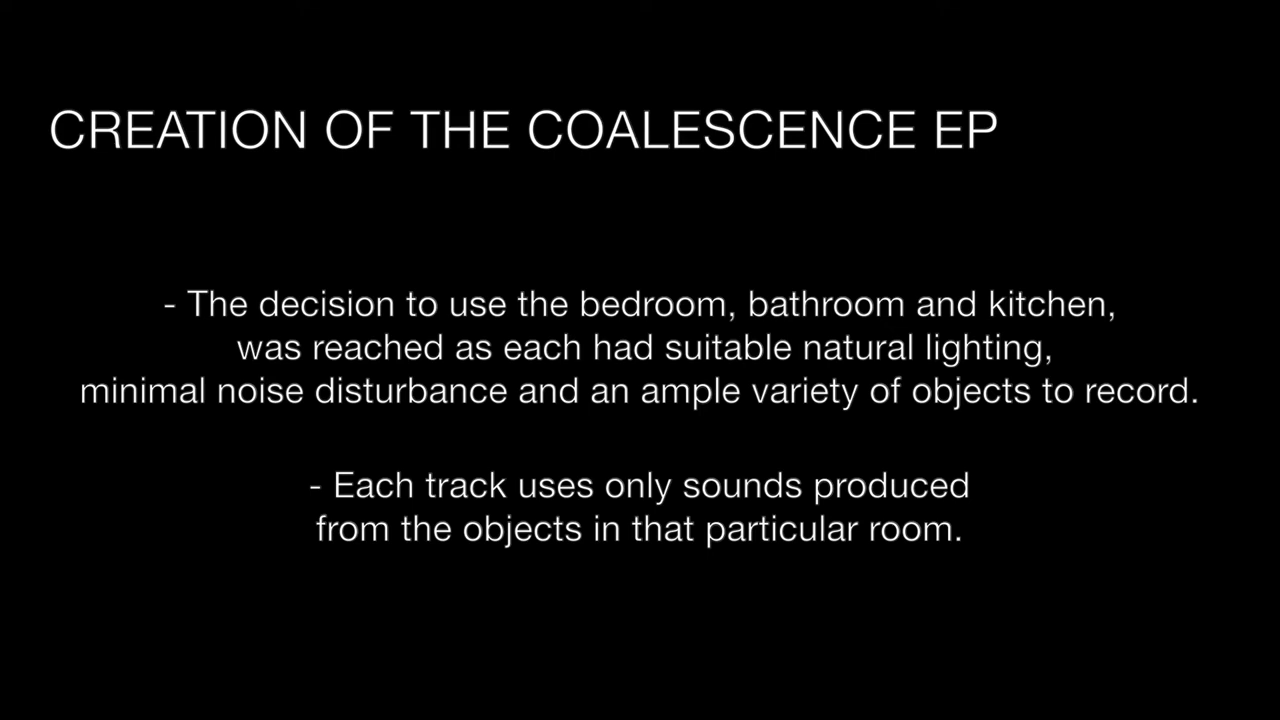 CREATION OF THE COALESCENCE EP
- The decision to use the bedroom, bathroom and kitchen,
was reached as each had suitable natural lighting,
minimal noise disturbance and an ample variety of objects to record.
- Each track uses only sounds produced
from the objects in that particular room.